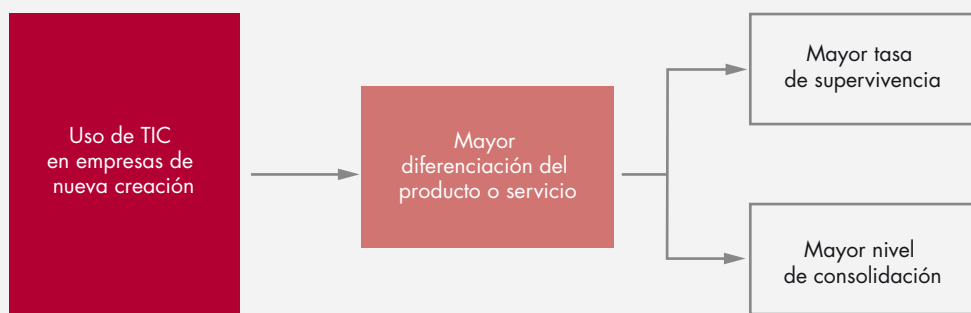 Uso de TIC
en empresas de
nueva creación
Mayor
diferenciación del
producto o servicio
Mayor tasa
de supervivencia
Mayor nivel
de consolidación